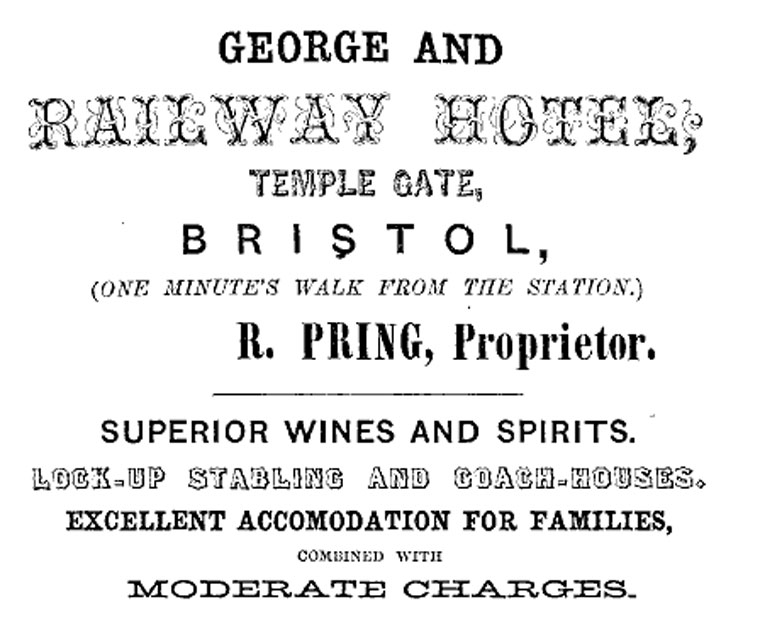 GEORGE AND
RAILWAY HOTEL,
TEMPLE GATE,
BRISTOL,
(ONE MINUTE'S WALK FROM THE STATION.)
R. PRING, Proprietor.
SUPERIOR WINES AND SPIRITS.
LOCK-UP STABLING AND COACH-HOUSES.
EXCELLENT ACCOMODATION FOR FAMILIES,
COMBINED WITH
MODERATE CHARGES.